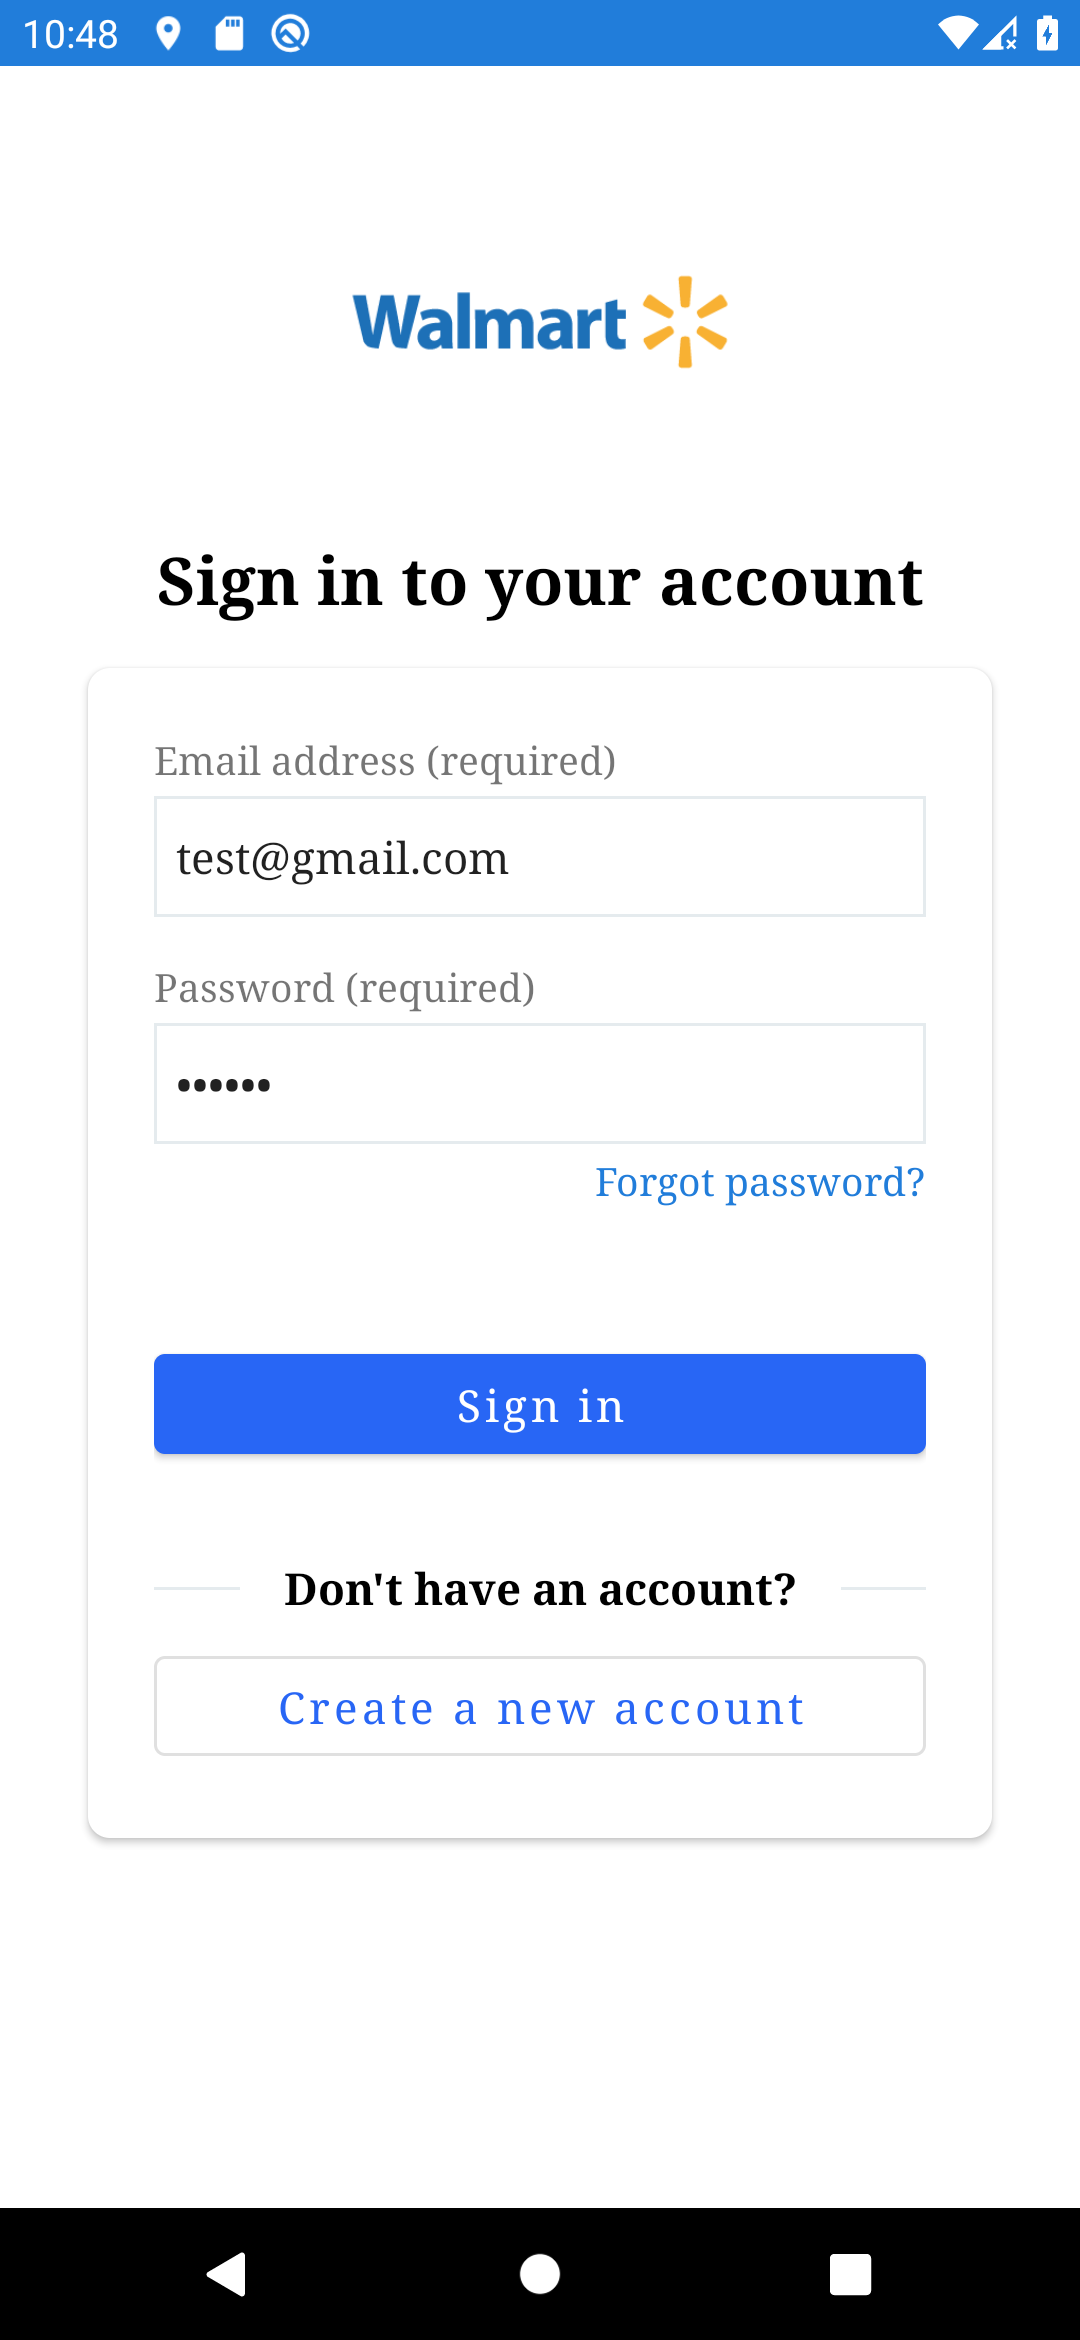 10:48
Walmart
Sign in to your account
Email address (required)
test@gmail.com
Password (required)
••••••
Forgot password?
Sign in
Don't have an account?
Create a new account